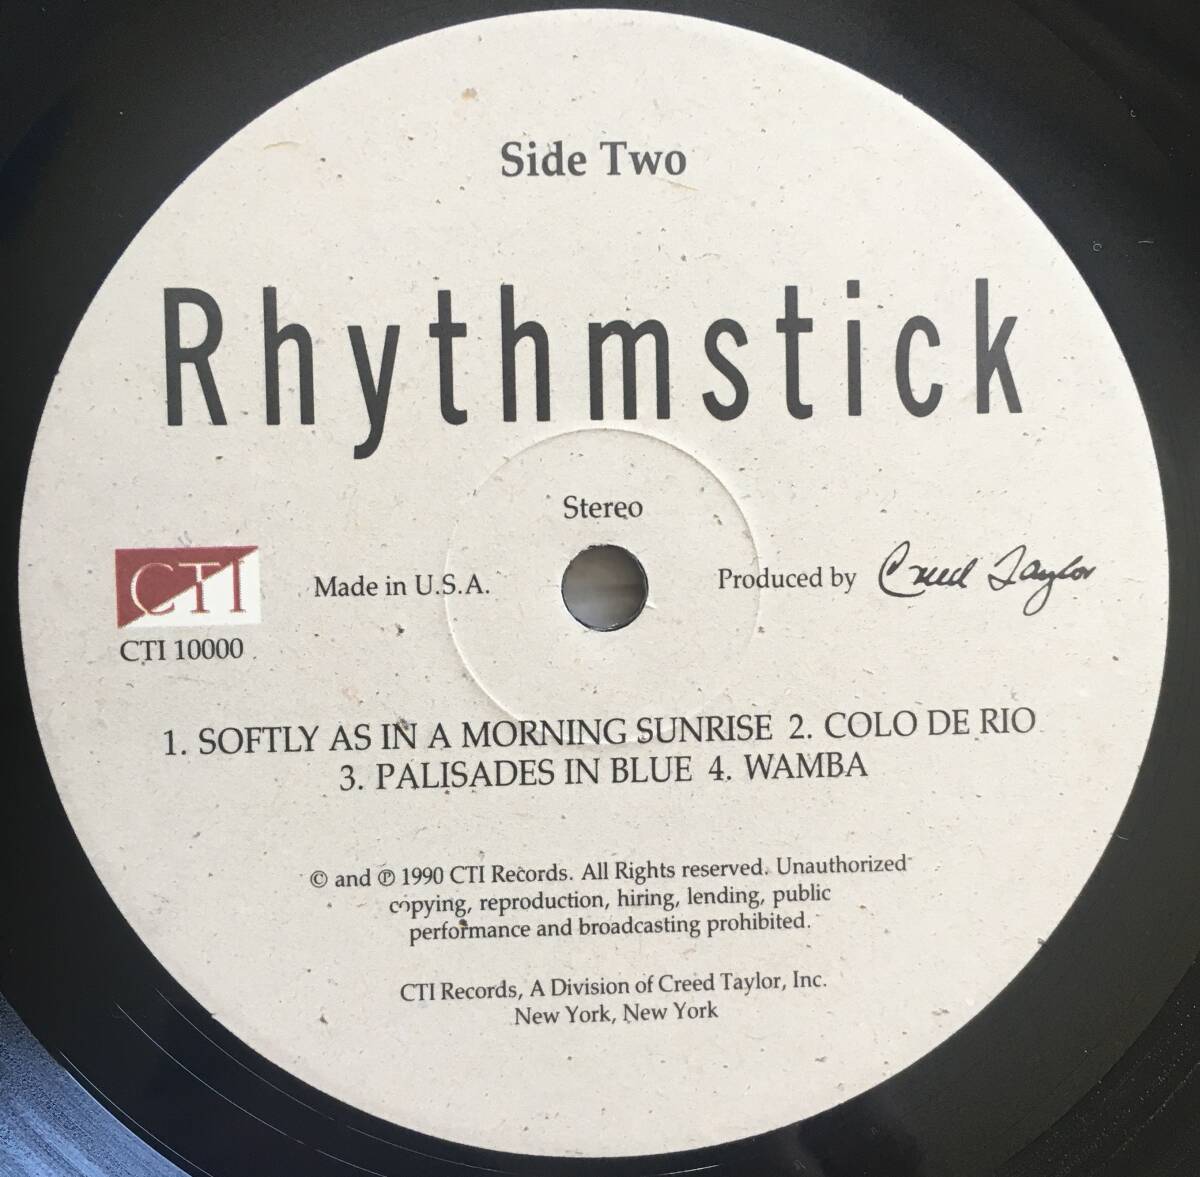 Side Two
Rhythmstick
Stereo
CTI
Made in U.S.A.
Produced by Creed Taylor
CTI 10000
1. SOFTLY AS IN A MORNING SUNRISE 2. COLO DE RIO
3. PALISADES IN BLUE 4. WAMBA
© and ℗ 1990 CTI Records. All Rights reserved. Unauthorized
copying, reproduction, hiring, lending, public
performance and broadcasting prohibited.
CTI Records, A Division of Creed Taylor, Inc.
New York, New York